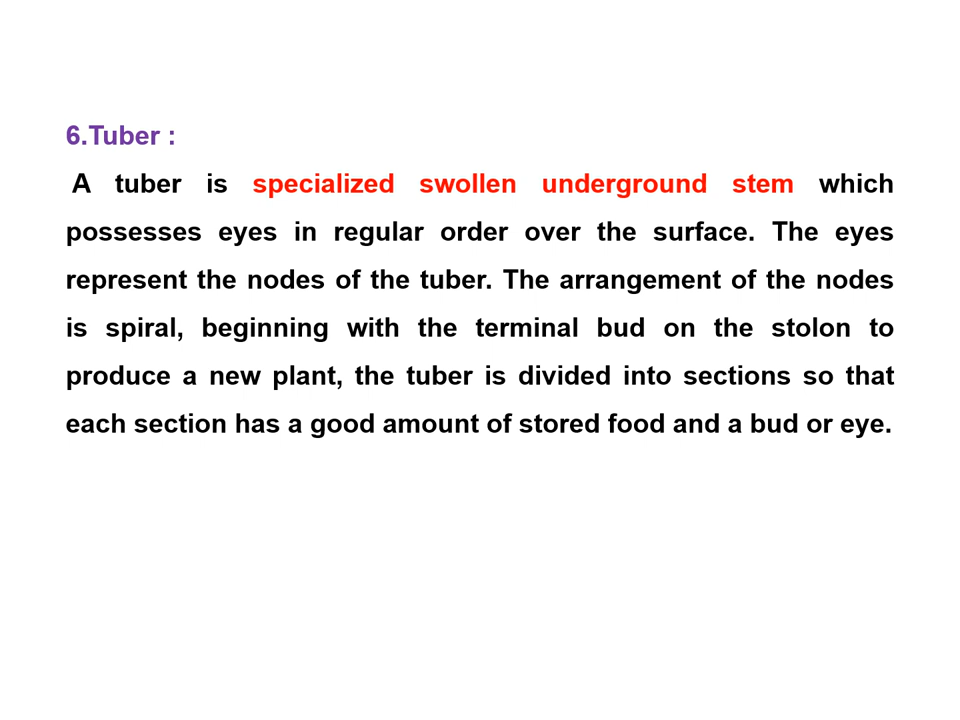 6.Tuber :
A tuber is specialized swollen underground stem which
possesses eyes in regular order over the surface. The eyes
represent the nodes of the tuber. The arrangement of the nodes
is spiral, beginning with the terminal bud on the stolon to
produce a new plant, the tuber is divided into sections so that
each section has a good amount of stored food and a bud or eye.